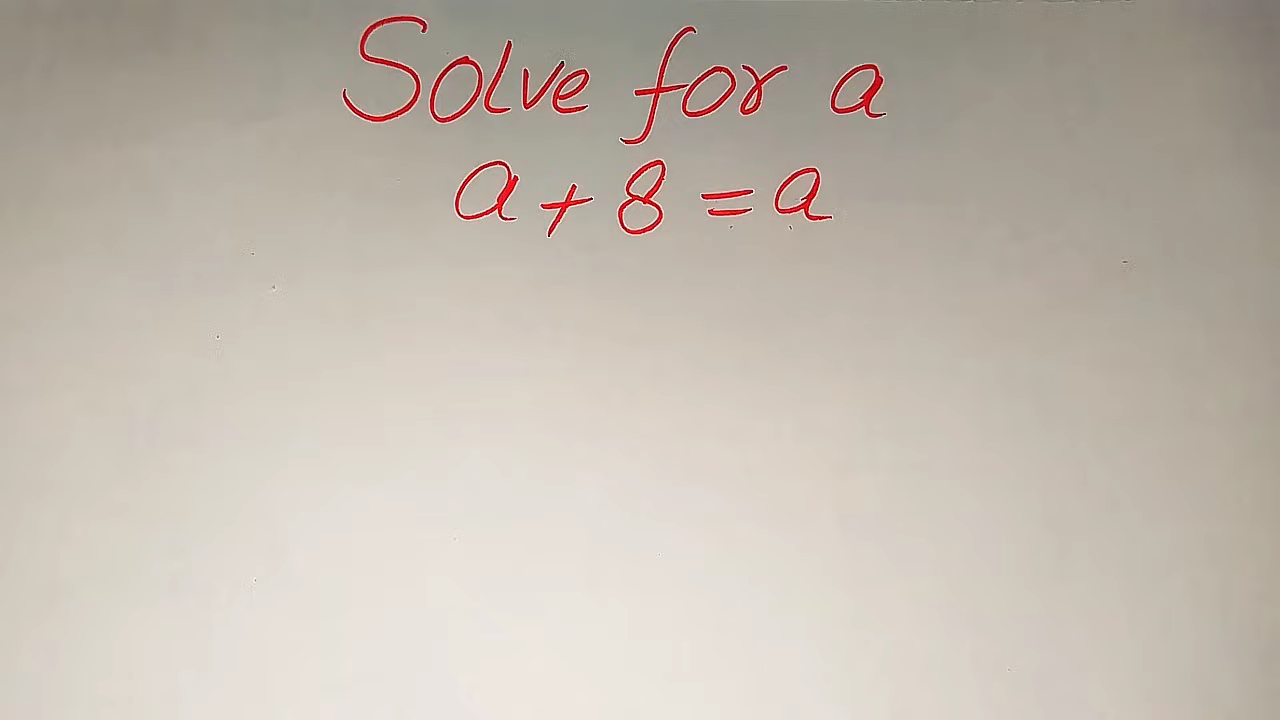 Solve for a
a + 8 = a